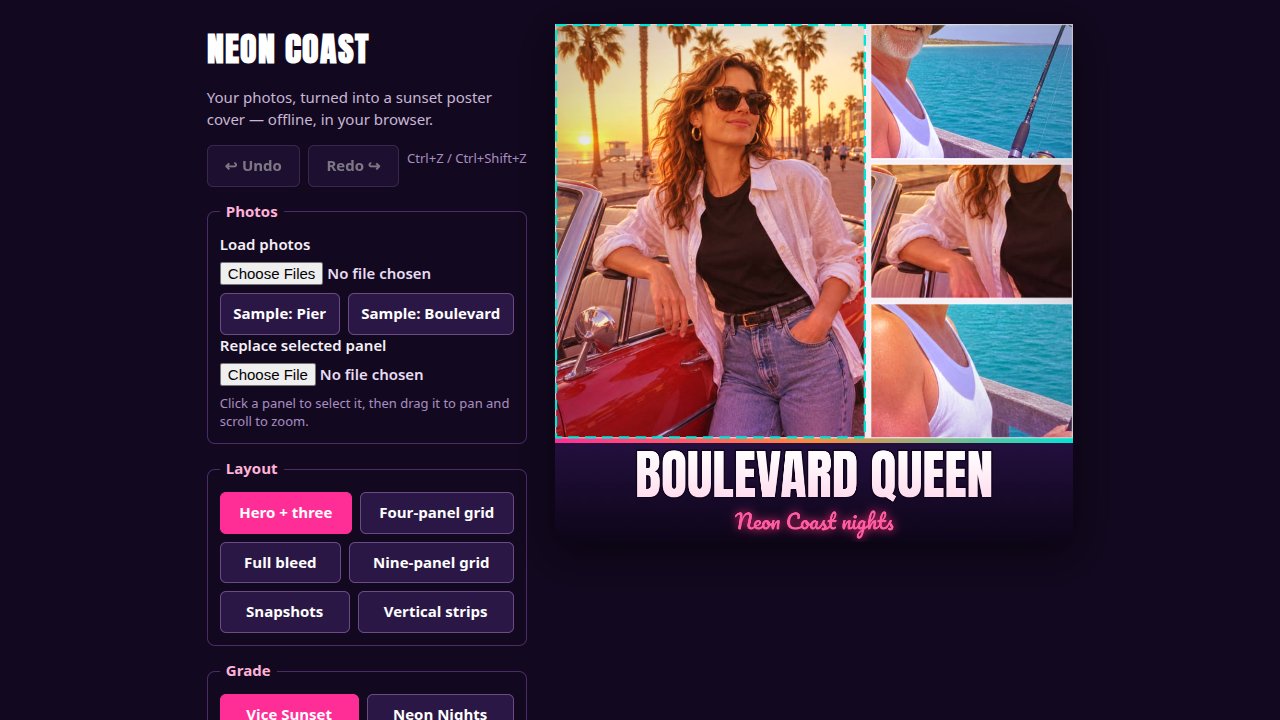 NEON COAST
Your photos, turned into a sunset poster
cover — offline, in your browser.
↩ Undo
Redo ↪
Ctrl+Z / Ctrl+Shift+Z
Photos
Load photos
Choose Files No file chosen
Sample: Pier
Sample: Boulevard
Replace selected panel
Choose File No file chosen
Click a panel to select it, then drag it to pan and
scroll to zoom.
Layout
Hero + three
Four-panel grid
Full bleed
Nine-panel grid
Snapshots
Vertical strips
Grade
Vice Sunset
Neon Nights
BOULEVARD QUEEN
Neon Coast nights